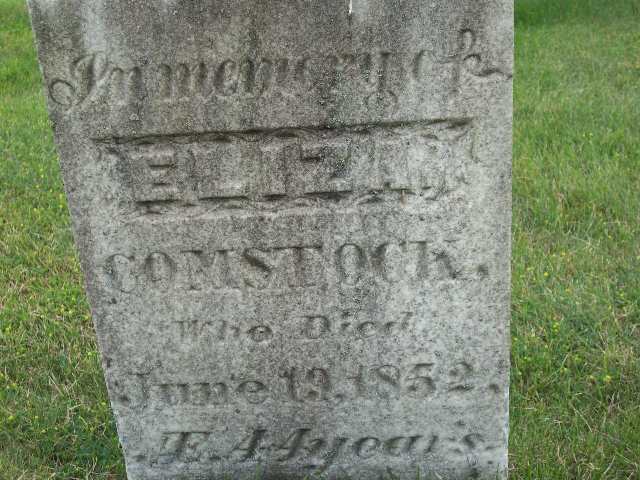 In memory of
ELIZA
COMSTOCK.
Who Died
June 19, 1852.
Æ. 44 years.